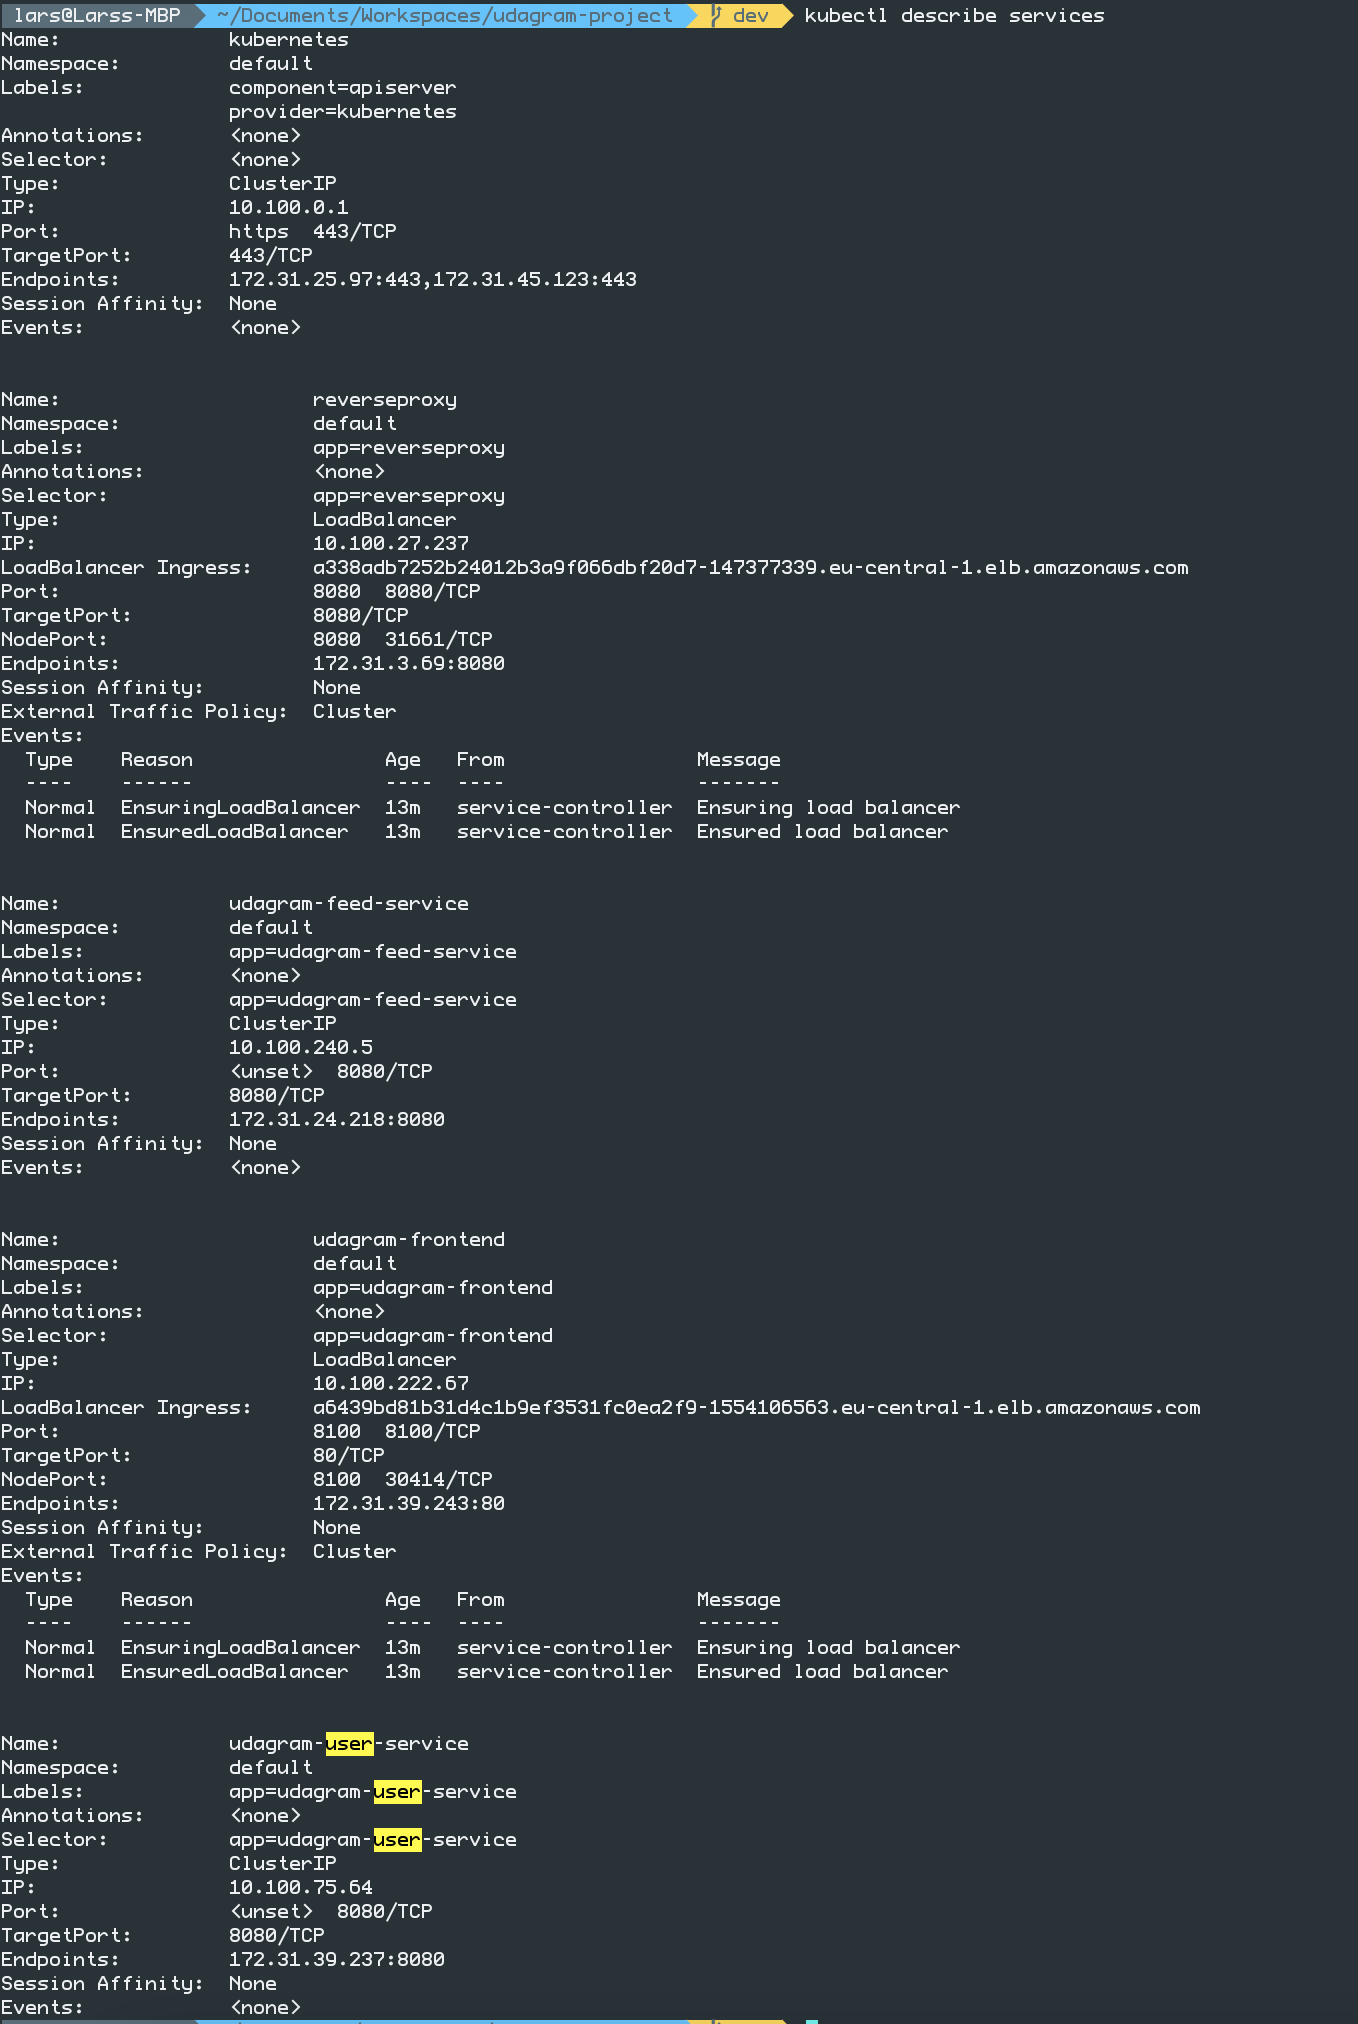 lars@Larss-MBP ~/Documents/Workspaces/udagram-project dev kubectl describe services
Name: kubernetes
Namespace: default
Labels: component=apiserver
provider=kubernetes
Annotations: <none>
Selector: <none>
Type: ClusterIP
IP: 10.100.0.1
Port: https 443/TCP
TargetPort: 443/TCP
Endpoints: 172.31.25.97:443,172.31.45.123:443
Session Affinity: None
Events: <none>
Name: reverseproxy
Namespace: default
Labels: app=reverseproxy
Annotations: <none>
Selector: app=reverseproxy
Type: LoadBalancer
IP: 10.100.27.237
LoadBalancer Ingress: a338adb7252b24012b3a9f066dbf20d7-147377339.eu-central-1.elb.amazonaws.com
Port: 8080 8080/TCP
TargetPort: 8080/TCP
NodePort: 8080 31661/TCP
Endpoints: 172.31.3.69:8080
Session Affinity: None
External Traffic Policy: Cluster
Events:
Type Reason Age From Message
---- ------ ---- ---- -------
Normal EnsuringLoadBalancer 13m service-controller Ensuring load balancer
Normal EnsuredLoadBalancer 13m service-controller Ensured load balancer
Name: udagram-feed-service
Namespace: default
Labels: app=udagram-feed-service
Annotations: <none>
Selector: app=udagram-feed-service
Type: ClusterIP
IP: 10.100.240.5
Port: <unset> 8080/TCP
TargetPort: 8080/TCP
Endpoints: 172.31.24.218:8080
Session Affinity: None
Events: <none>
Name: udagram-frontend
Namespace: default
Labels: app=udagram-frontend
Annotations: <none>
Selector: app=udagram-frontend
Type: LoadBalancer
IP: 10.100.222.67
LoadBalancer Ingress: a6439bd81b31d4c1b9ef3531fc0ea2f9-1554106563.eu-central-1.elb.amazonaws.com
Port: 8100 8100/TCP
TargetPort: 80/TCP
NodePort: 8100 30414/TCP
Endpoints: 172.31.39.243:80
Session Affinity: None
External Traffic Policy: Cluster
Events:
Type Reason Age From Message
---- ------ ---- ---- -------
Normal EnsuringLoadBalancer 13m service-controller Ensuring load balancer
Normal EnsuredLoadBalancer 13m service-controller Ensured load balancer
Name: udagram-user-service
Namespace: default
Labels: app=udagram-user-service
Annotations: <none>
Selector: app=udagram-user-service
Type: ClusterIP
IP: 10.100.75.64
Port: <unset> 8080/TCP
TargetPort: 8080/TCP
Endpoints: 172.31.39.237:8080
Session Affinity: None
Events: <none>